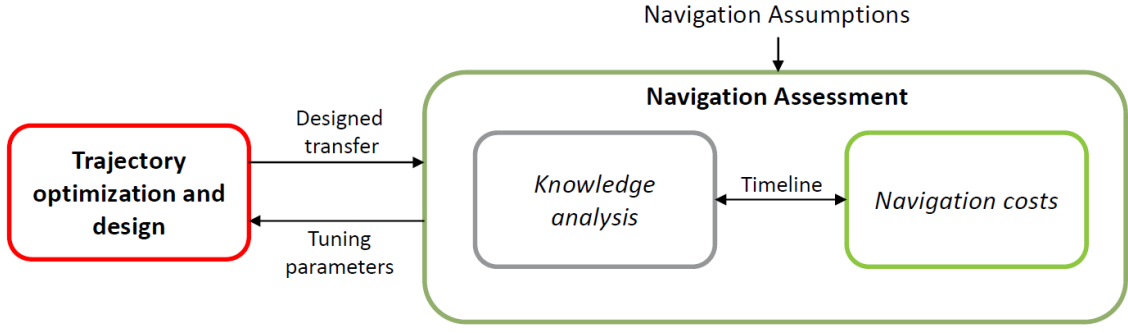 Navigation Assumptions
Navigation Assessment
Designed
transfer
Trajectory
optimization and
design
Knowledge
analysis
Timeline
Navigation costs
Tuning
parameters